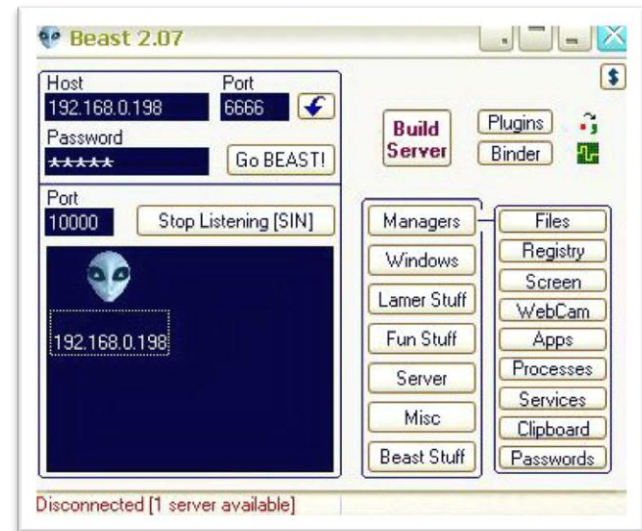 Beast 2.07
$
Host Port
192.168.0.198 6666
Password
***** Go BEAST!
Port
10000 Stop Listening [SIN]
192.168.0.198
Build
Server
Plugins
Binder
Managers
Windows
Lamer Stuff
Fun Stuff
Server
Misc
Beast Stuff
Files
Registry
Screen
WebCam
Apps
Processes
Services
Clipboard
Passwords
Disconnected [1 server available]